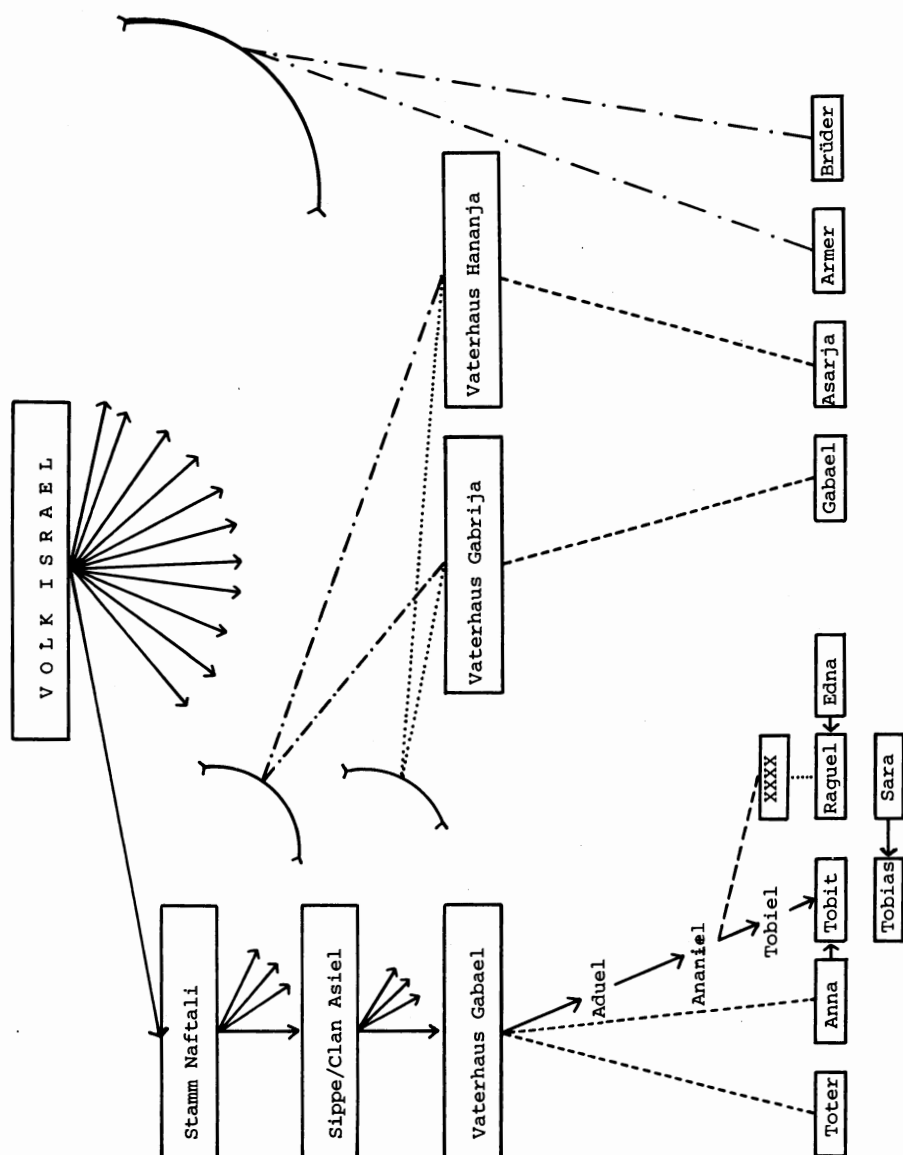 VOLK ISRAEL
Stamm Naftali
Sippe/Clan Asiel
Vaterhaus Gabael
Vaterhaus Gabrija
Vaterhaus Hananja
Aduel
Ananiel
Tobiel
XXXX
Toter
Anna
Tobit
Raguel
Edna
Gabael
Asarja
Armer
Brüder
Tobias
Sara